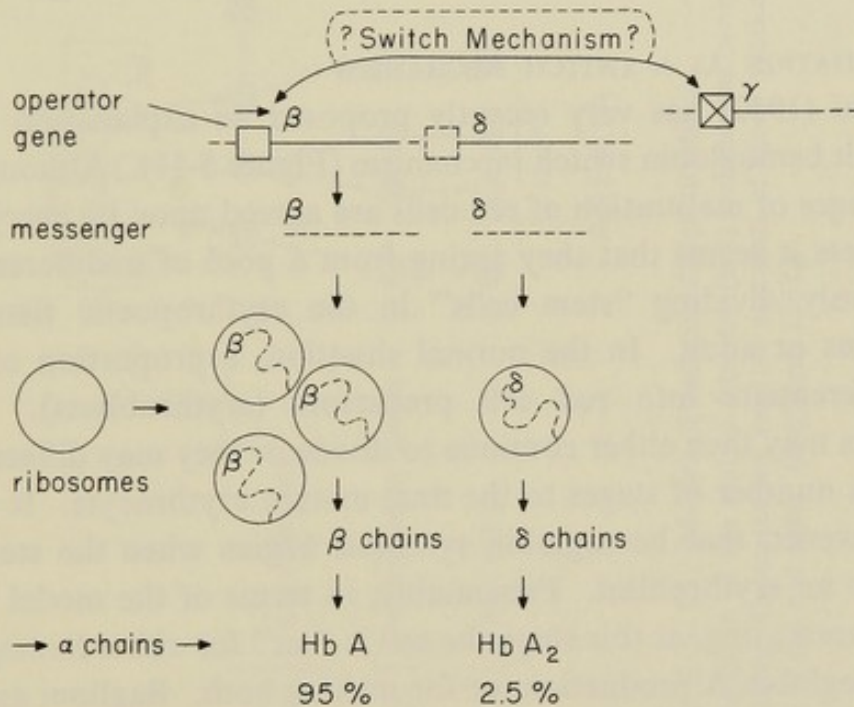 ?Switch Mechanism?
operator
gene
β
δ
γ
messenger
β
δ
β
β
β
δ
ribosomes
β chains
δ chains
α chains
Hb A
Hb A₂
95 %
2.5 %